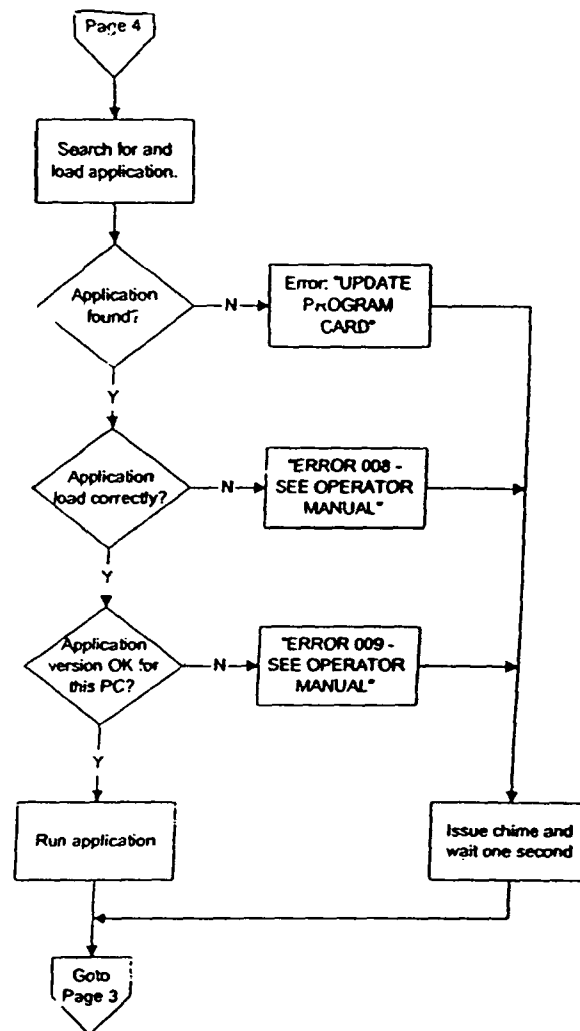 Page 4
Search for and
load application.
Application
found?
N
Error: "UPDATE
PROGRAM
CARD"
Y
Application
load correctly?
N
"ERROR 008 -
SEE OPERATOR
MANUAL"
Y
Application
version OK for
this PC?
N
"ERROR 009 -
SEE OPERATOR
MANUAL"
Y
Run application
Issue chime and
wait one second
Goto
Page 3